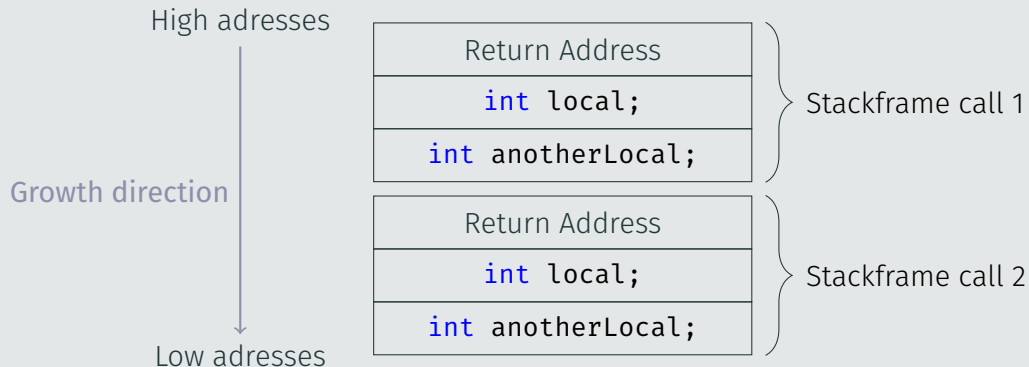 High adresses
Return Address
int local;
Stackframe call 1
int anotherLocal;
Growth direction
Return Address
int local;
Stackframe call 2
int anotherLocal;
Low adresses